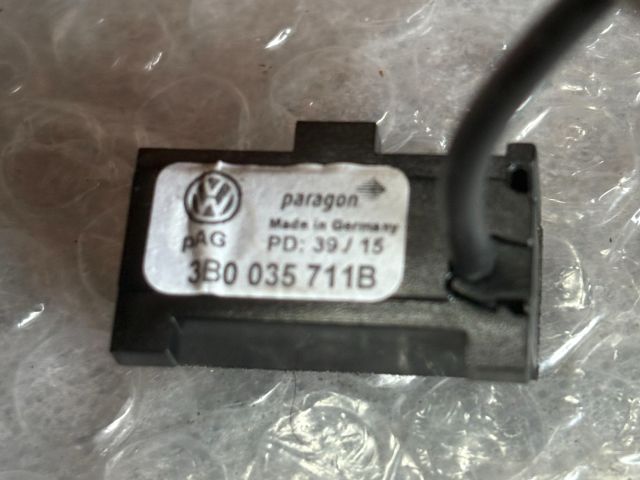 paragon
Made in Germany
pAG PD: 39 / 15
3B0 035 711B